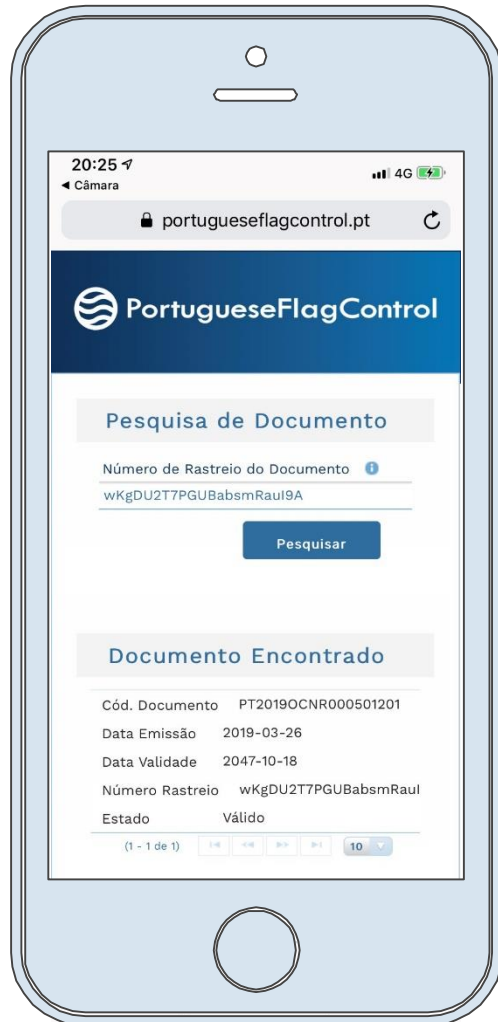 20:25
4G
◀ Câmara
portugueseflagcontrol.pt
PortugueseFlagControl
Pesquisa de Documento
Número de Rastreio do Documento
wKgDU2T7PGUBabsmRauI9A
Pesquisar
Documento Encontrado
Cód. Documento PT2019OCNR000501201
Data Emissão 2019-03-26
Data Validade 2047-10-18
Número Rastreio wKgDU2T7PGUBabsmRauI
Estado Válido
(1 - 1 de 1) 10